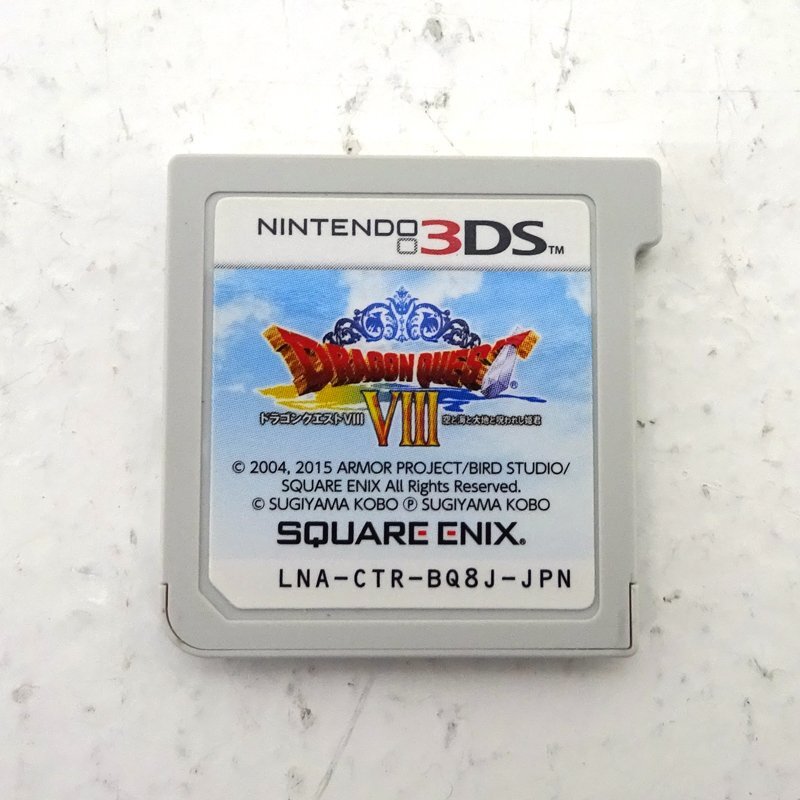 NINTENDO 3DS™
DRAGON QUEST®
ドラゴンクエストVIII VIII 空と海と大地と呪われし姫君
© 2004, 2015 ARMOR PROJECT/BIRD STUDIO/
SQUARE ENIX All Rights Reserved.
© SUGIYAMA KOBO ℗ SUGIYAMA KOBO
SQUARE ENIX®
LNA-CTR-BQ8J-JPN